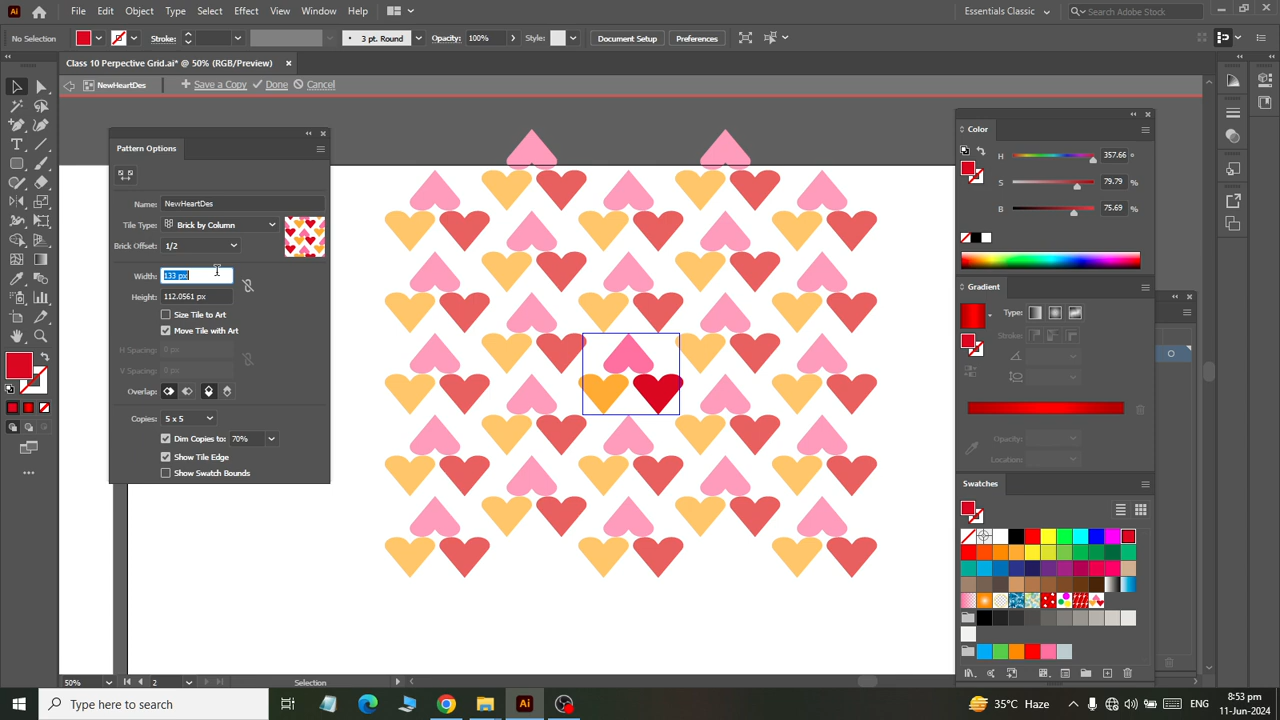 Ai File Edit Object Type Select Effect View Window Help Essentials Classic Search Adobe Stock
No Selection Stroke: 3 pt. Round Opacity: 100% Style: Document Setup Preferences
Class 10 Perpective Grid.ai* @ 50% (RGB/Preview)
NewHeartDes Save a Copy Done Cancel
Pattern Options
Name: NewHeartDes
Tile Type: Brick by Column
Brick Offset: 1/2
Width: 133 px
Height: 112.0561 px
Size Tile to Art
Move Tile with Art
H Spacing: 0 px
V Spacing: 0 px
Overlap:
Copies: 5 x 5
Dim Copies to: 70%
Show Tile Edge
Show Swatch Bounds
Color
H 357.66 °
S 79.79 %
B 75.69 %
Gradient
Type:
Stroke:
Opacity:
Location:
Swatches
50% 2 Selection
Type here to search
Ai
35°C Haze
8:53 pm
11-Jun-2024